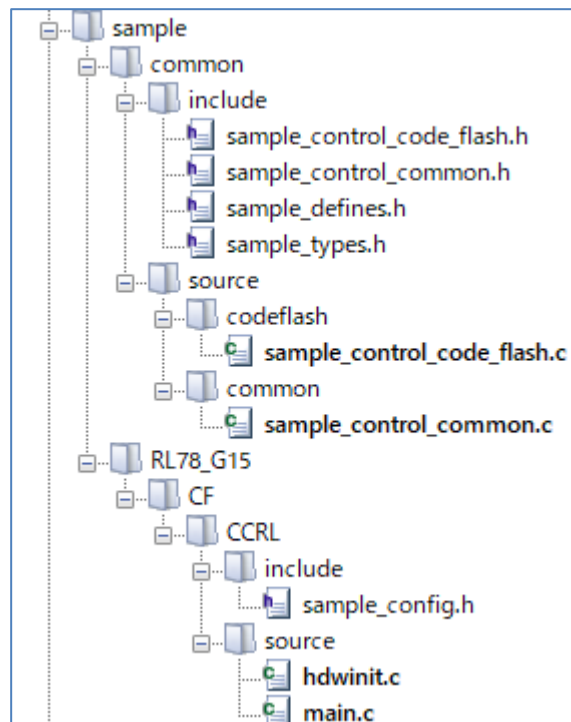 sample
common
include
sample_control_code_flash.h
sample_control_common.h
sample_defines.h
sample_types.h
source
codeflash
sample_control_code_flash.c
common
sample_control_common.c
RL78_G15
CF
CCRL
include
sample_config.h
source
hdwinit.c
main.c